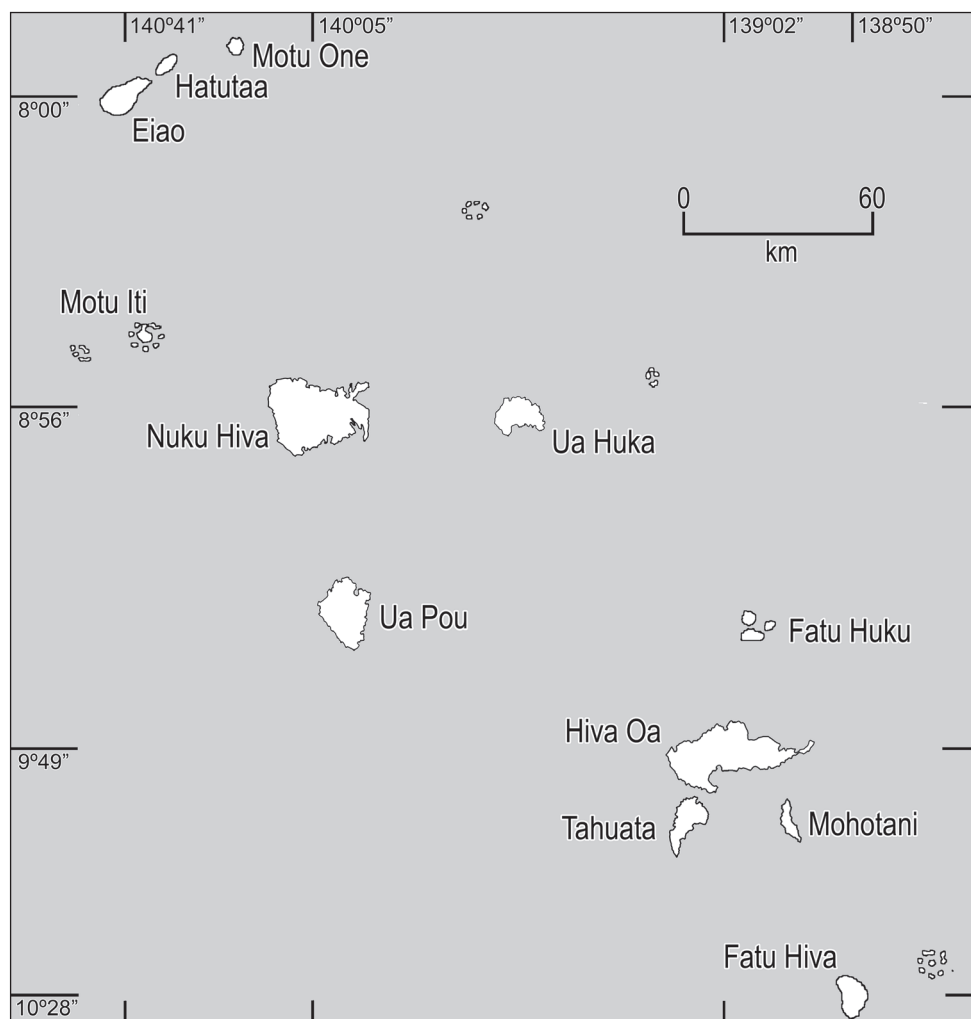 140º41”
140º05”
139º02”
138º50”
Motu One
Hatutaa
8º00”
Eiao
0
60
km
Motu Iti
8º56”
Nuku Hiva
Ua Huka
Ua Pou
Fatu Huku
Hiva Oa
9º49”
Tahuata
Mohotani
Fatu Hiva
10º28”